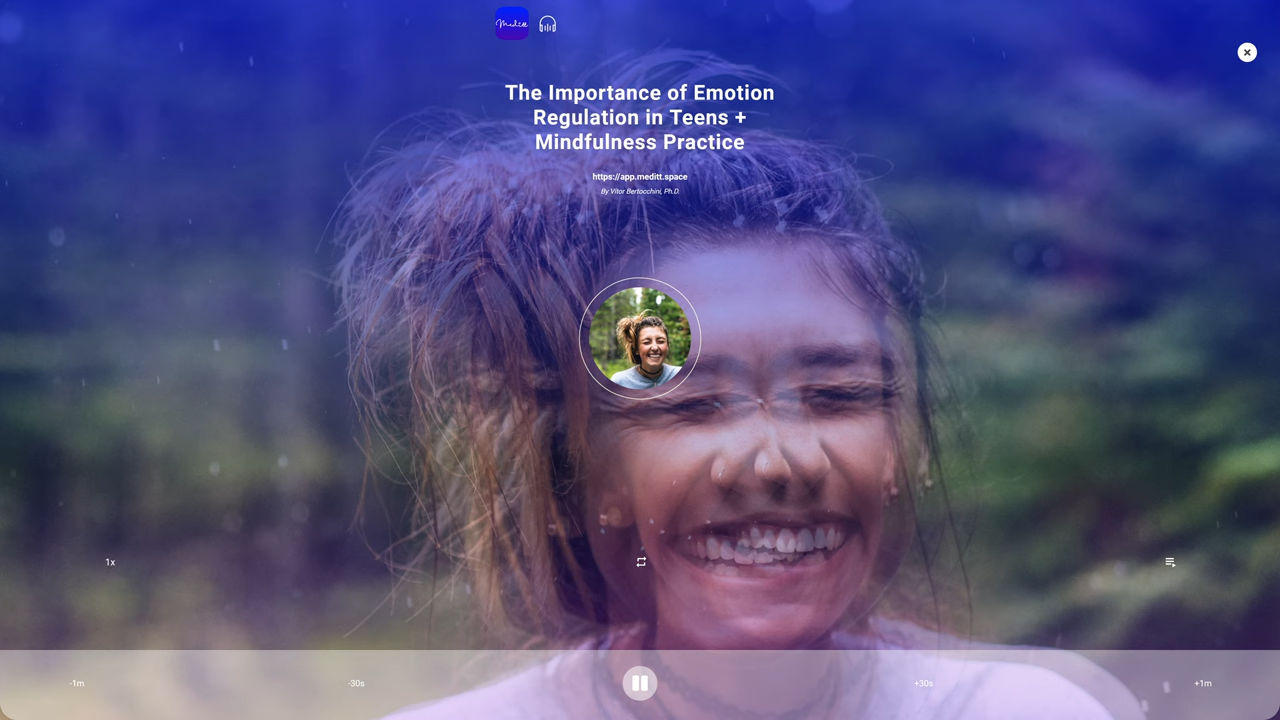 Meditt
The Importance of Emotion
Regulation in Teens +
Mindfulness Practice
https://app.meditt.space
By Vitor Bertocchini, Ph.D.
1x
-1m
-30s
+30s
+1m